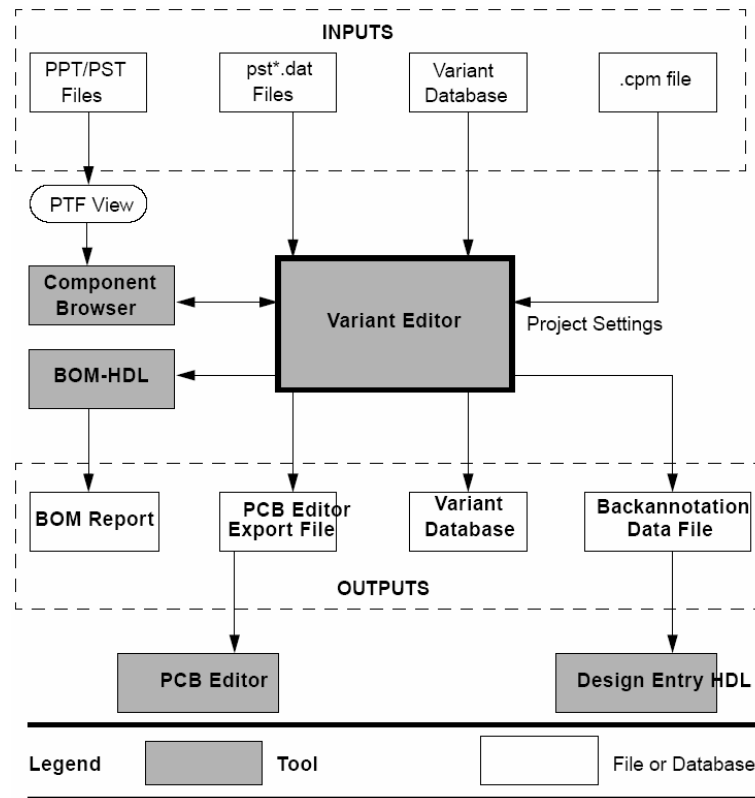 INPUTS
PPT/PST
Files
pst*.dat
Files
Variant
Database
.cpm file
PTF View
Component
Browser
Variant Editor
Project Settings
BOM-HDL
BOM Report
PCB Editor
Export File
Variant
Database
Backannotation
Data File
OUTPUTS
PCB Editor
Design Entry HDL
Legend
Tool
File or Database